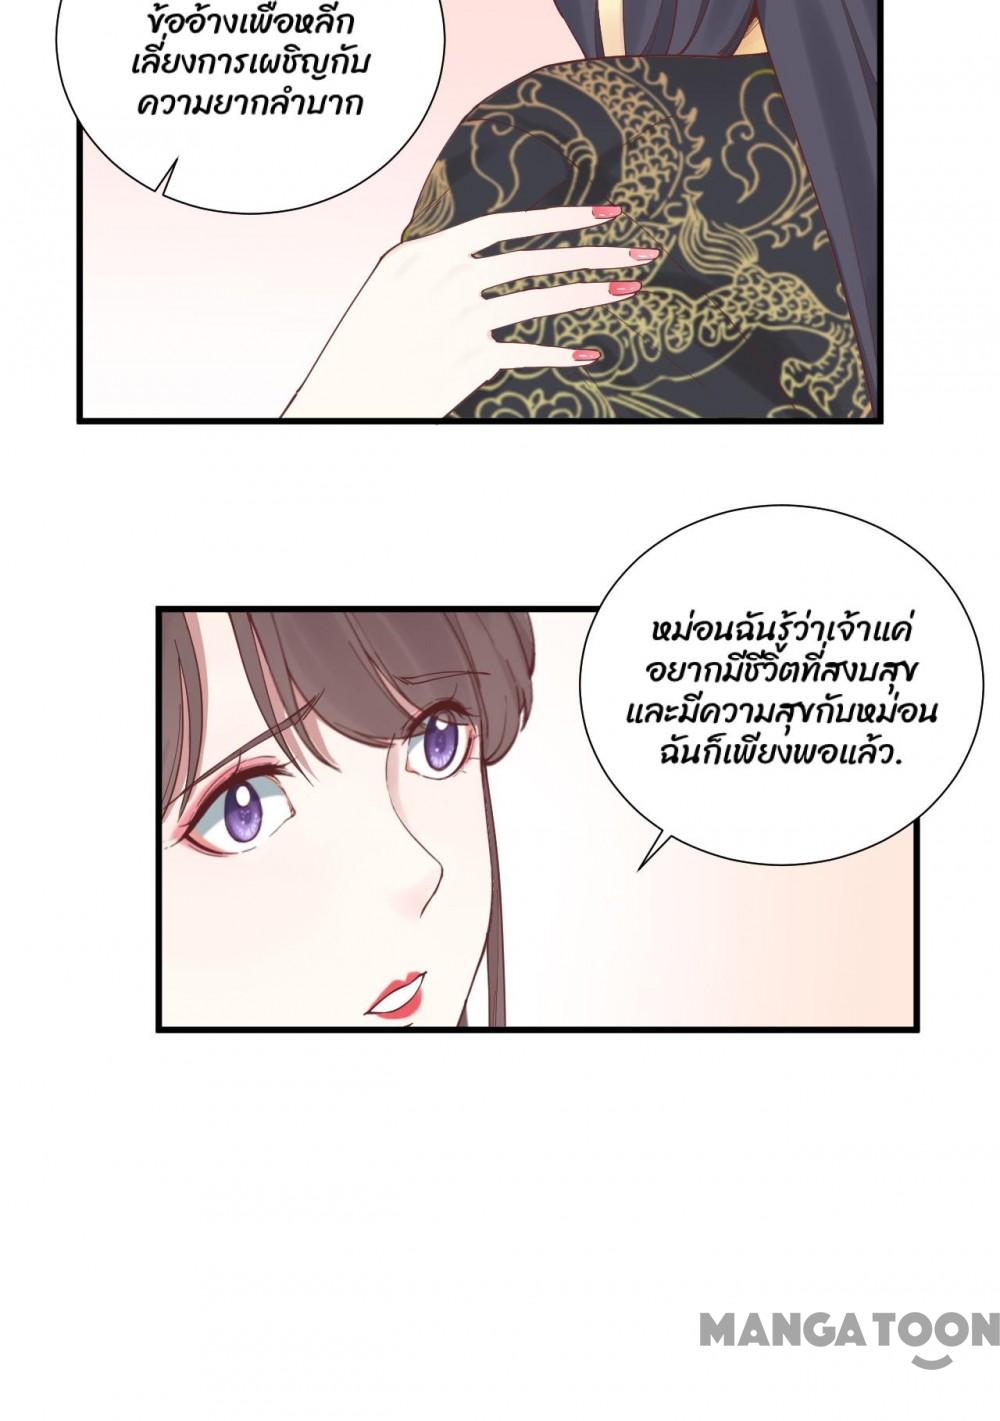 ข้ออ้างเพื่อหลีก
เลี่ยงการเผชิญกับ
ความยากลำบาก
หม่อนฉันรู้ว่าเจ้าแค่
อยากมีชีวิตที่สงบสุข
และมีความสุขกับหม่อน
ฉันก็เพียงพอแล้ว.
MANGATOON